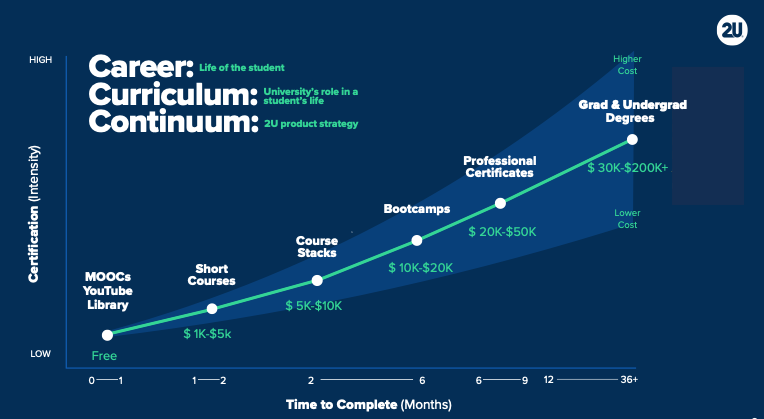 2U
HIGH
Career: Life of the student
Curriculum: University's role in a
student's life
Continuum: 2U product strategy
Higher
Cost
Grad & Undergrad
Degrees
$ 30K-$200K+
Professional
Certificates
$ 20K-$50K
Lower
Cost
Bootcamps
$ 10K-$20K
Course
Stacks
$ 5K-$10K
Short
Courses
$ 1K-$5k
MOOCs
YouTube
Library
Free
Certification (Intensity)
LOW
0 1 1 2 2 6 6 9 12 36+
Time to Complete (Months)